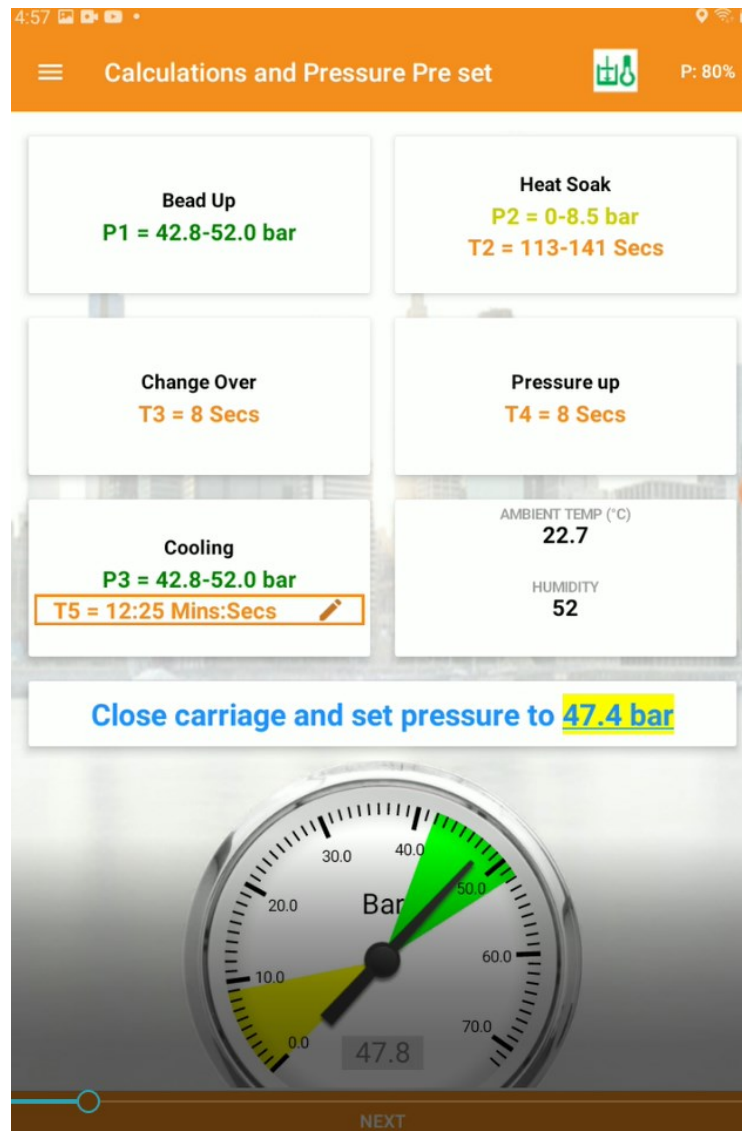 4:57
Calculations and Pressure Pre set
P: 80%
Bead Up
P1 = 42.8-52.0 bar
Heat Soak
P2 = 0-8.5 bar
T2 = 113-141 Secs
Change Over
T3 = 8 Secs
Pressure up
T4 = 8 Secs
Cooling
P3 = 42.8-52.0 bar
T5 = 12:25 Mins:Secs
AMBIENT TEMP (°C)
22.7
HUMIDITY
52
Close carriage and set pressure to 47.4 bar
30.0
40.0
20.0
Bar
50.0
10.0
60.0
0.0
70.0
47.8
NEXT